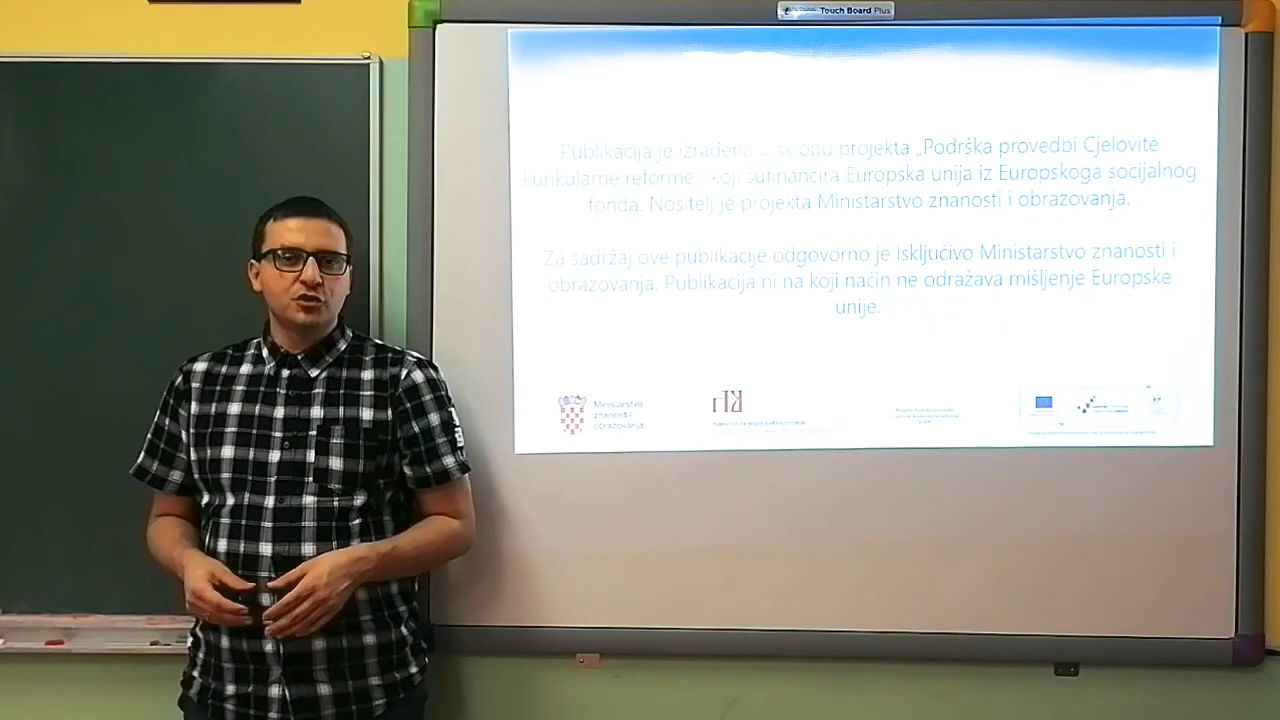 Touch Board Plus
Publikacija je izrađena u sklopu projekta „Podrška provedbi Cjelovite
kurikularne reforme”, koji sufinancira Europska unija iz Europskoga socijalnog
fonda. Nositelj je projekta Ministarstvo znanosti i obrazovanja.
Za sadržaj ove publikacije odgovorno je isključivo Ministarstvo znanosti i
obrazovanja. Publikacija ni na koji način ne odražava mišljenje Europske
unije.
Ministarstvo
znanosti i
obrazovanja